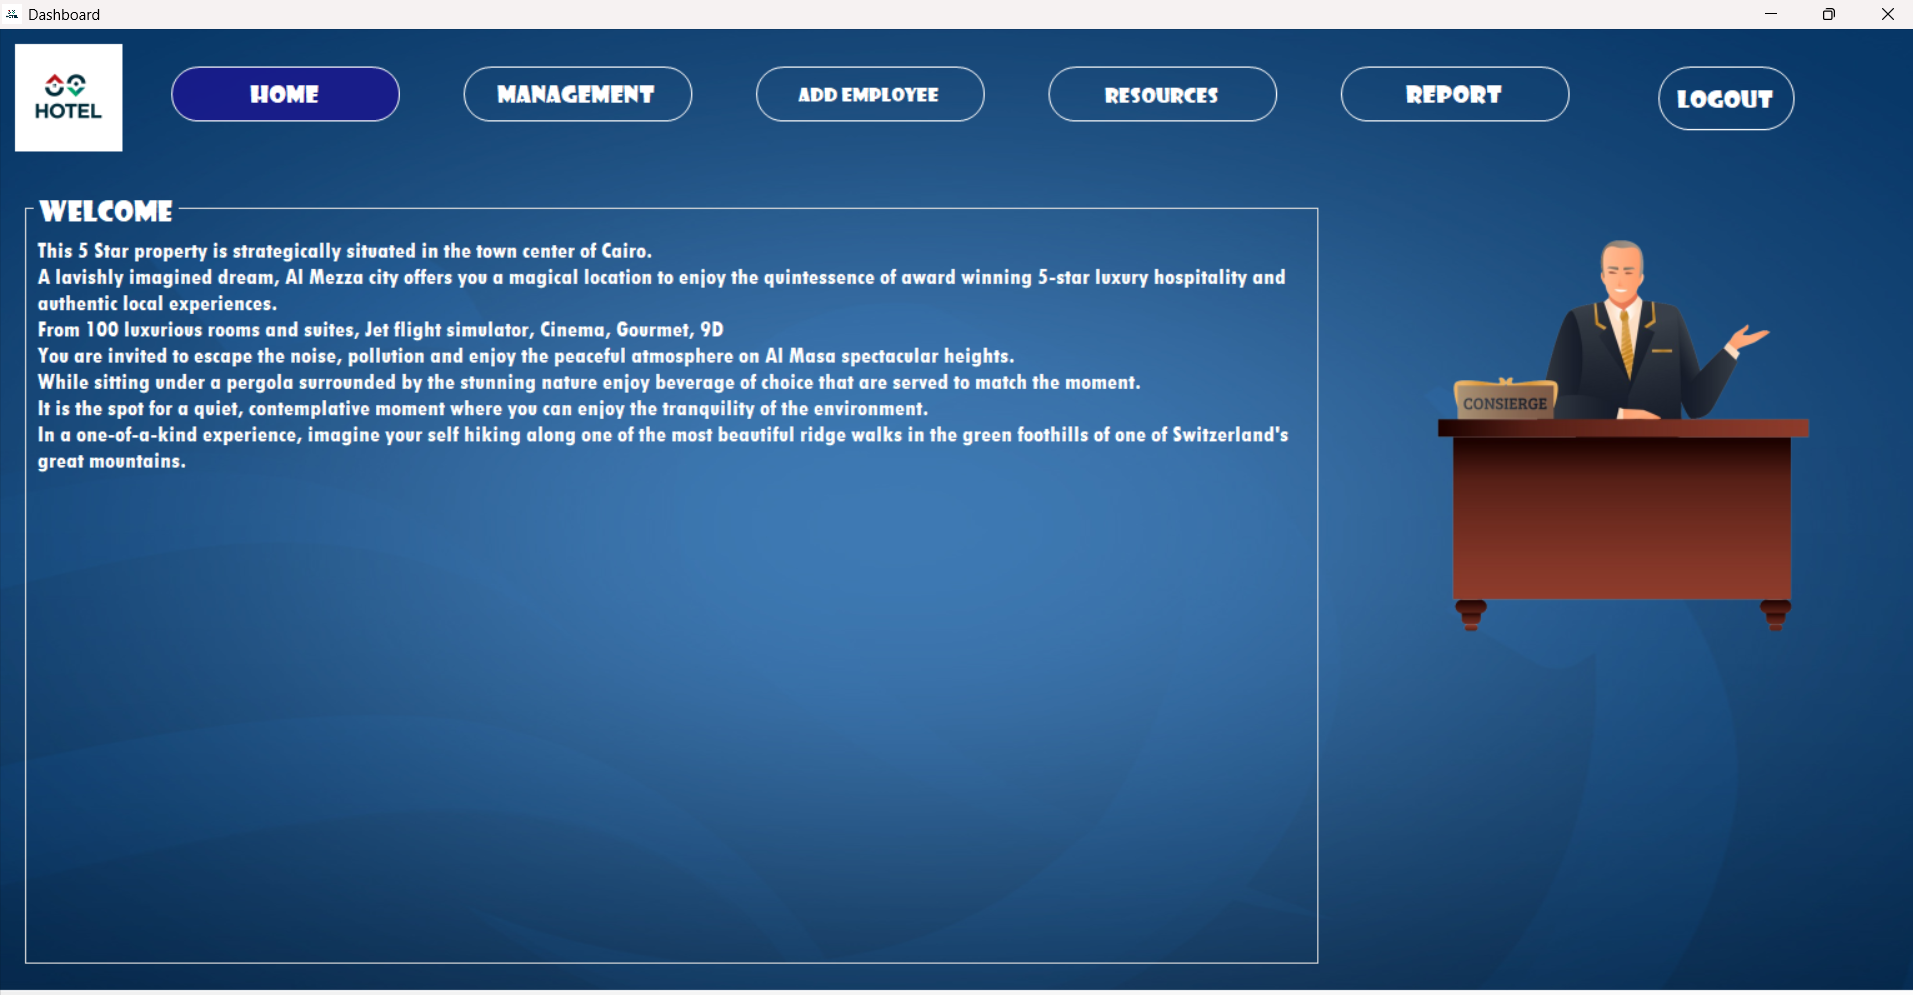 Dashboard
HOTEL
HOME
MANAGEMENT
ADD EMPLOYEE
RESOURCES
REPORT
LOGOUT
WELCOME
This 5 Star property is strategically situated in the town center of Cairo.
A lavishly imagined dream, Al Mezza city offers you a magical location to enjoy the quintessence of award winning 5-star luxury hospitality and
authentic local experiences.
From 100 luxurious rooms and suites, Jet flight simulator, Cinema, Gourmet, 9D
You are invited to escape the noise, pollution and enjoy the peaceful atmosphere on Al Masa spectacular heights.
While sitting under a pergola surrounded by the stunning nature enjoy beverage of choice that are served to match the moment.
It is the spot for a quiet, contemplative moment where you can enjoy the tranquility of the environment.
In a one-of-a-kind experience, imagine your self hiking along one of the most beautiful ridge walks in the green foothills of one of Switzerland's
great mountains.
CONSIERGE